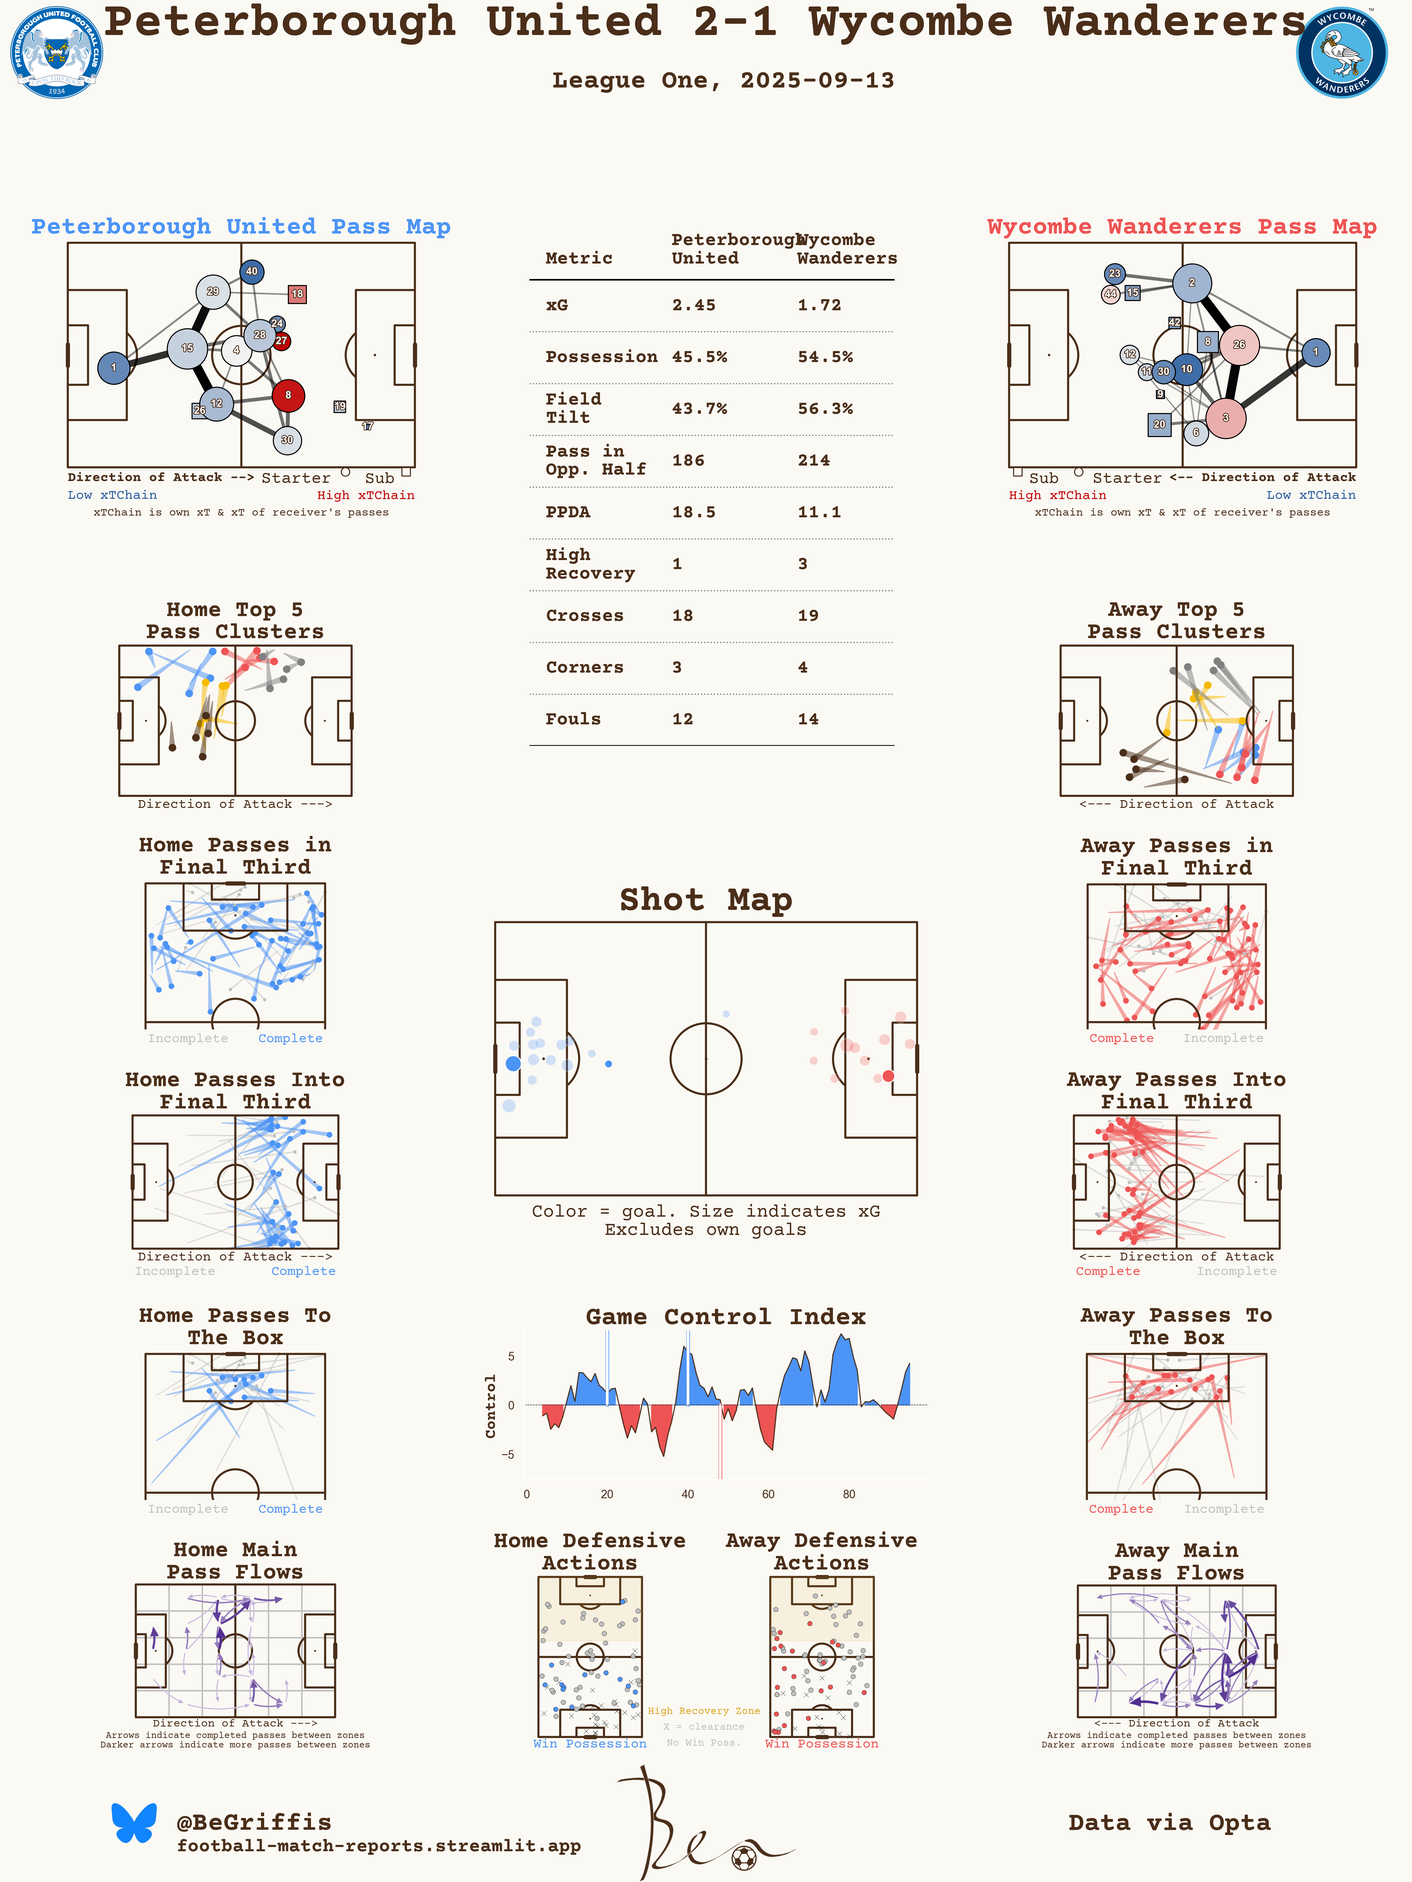 Peterborough United 2-1 Wycombe Wanderers
League One, 2025-09-13
PETERBOROUGH UNITED FOOTBALL CLUB
1934
WYCOMBE
WANDERERS
TM
Peterborough United Pass Map
40
29
18
24
28
27
15
4
1
8
12
26
19
17
30
Direction of Attack --> Starter Sub
Low xTChain High xTChain
xTChain is own xT & xT of receiver's passes
Metric Peterborough United Wycombe Wanderers
xG 2.45 1.72
Possession 45.5% 54.5%
Field Tilt 43.7% 56.3%
Pass in Opp. Half 186 214
PPDA 18.5 11.1
High Recovery 1 3
Crosses 18 19
Corners 3 4
Fouls 12 14
Wycombe Wanderers Pass Map
23
2
44
15
42
8
26
12
1
11
30
10
9
3
20
6
Sub Starter <-- Direction of Attack
High xTChain Low xTChain
xTChain is own xT & xT of receiver's passes
Home Top 5
Pass Clusters
Direction of Attack --->
Away Top 5
Pass Clusters
<--- Direction of Attack
Home Passes in
Final Third
Incomplete Complete
Shot Map
Color = goal. Size indicates xG
Excludes own goals
Away Passes in
Final Third
Complete Incomplete
Home Passes Into
Final Third
Direction of Attack --->
Incomplete Complete
Away Passes Into
Final Third
<--- Direction of Attack
Complete Incomplete
Home Passes To
The Box
Incomplete Complete
Game Control Index
Control
5
0
−5
0 20 40 60 80
Away Passes To
The Box
Complete Incomplete
Home Main
Pass Flows
Direction of Attack --->
Arrows indicate completed passes between zones
Darker arrows indicate more passes between zones
Home Defensive
Actions
Win Possession
High Recovery Zone
X = clearance
No Win Poss.
Away Defensive
Actions
Win Possession
Away Main
Pass Flows
<--- Direction of Attack
Arrows indicate completed passes between zones
Darker arrows indicate more passes between zones
@BeGriffis
football-match-reports.streamlit.app
Ben
Data via Opta